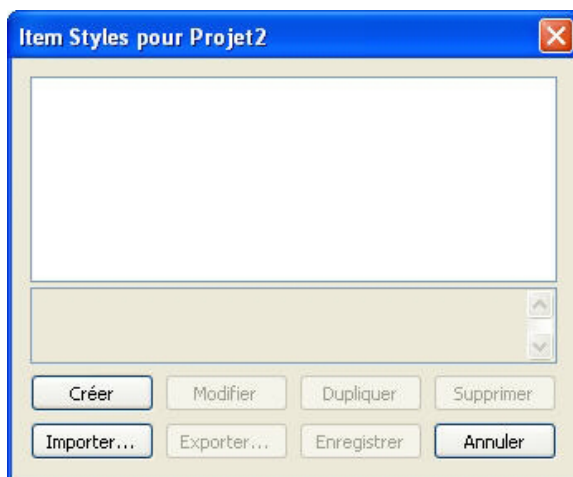 Item Styles pour Projet2
Créer Modifier Dupliquer Supprimer
Importer... Exporter... Enregistrer Annuler